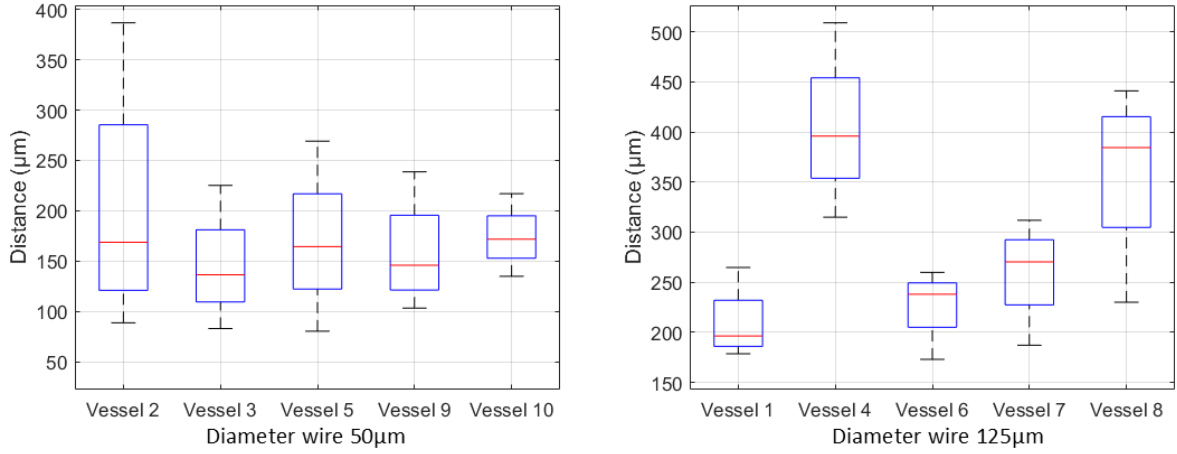 400
350
300
250
200
150
100
50
Distance (μm)
Vessel 2 Vessel 3 Vessel 5 Vessel 9 Vessel 10
Diameter wire 50μm
500
450
400
350
300
250
200
150
Distance (μm)
Vessel 1 Vessel 4 Vessel 6 Vessel 7 Vessel 8
Diameter wire 125μm